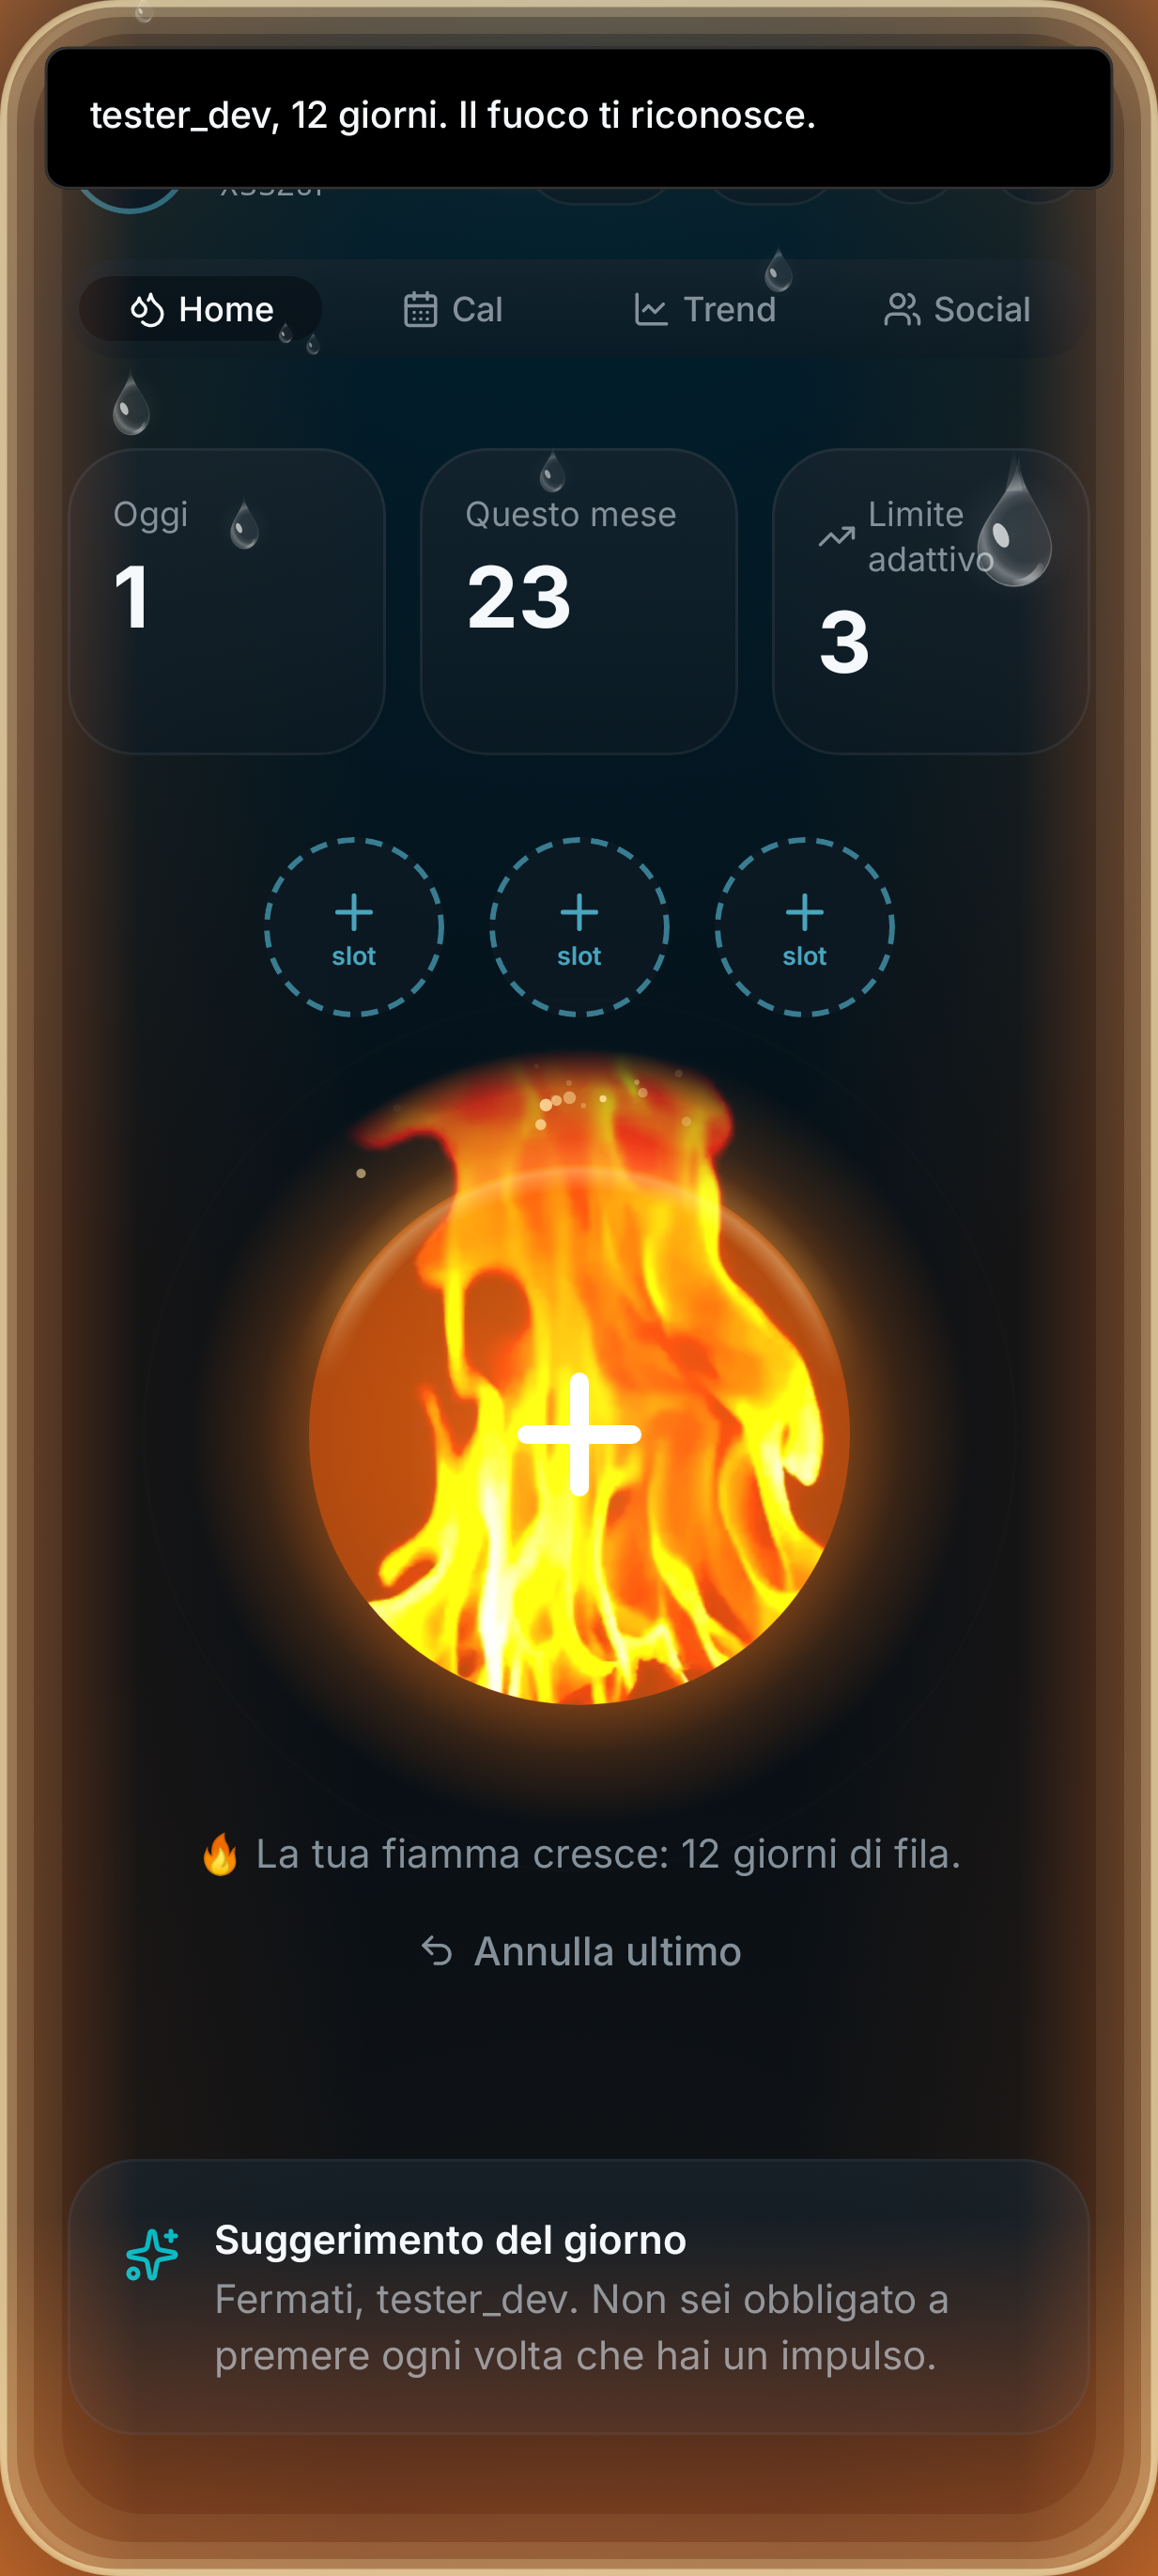 tester_dev, 12 giorni. Il fuoco ti riconosce.
Home
Cal
Trend
Social
Oggi
1
Questo mese
23
Limite
adattivo
3
slot
slot
slot
🔥 La tua fiamma cresce: 12 giorni di fila.
Annulla ultimo
Suggerimento del giorno
Fermati, tester_dev. Non sei obbligato a
premere ogni volta che hai un impulso.